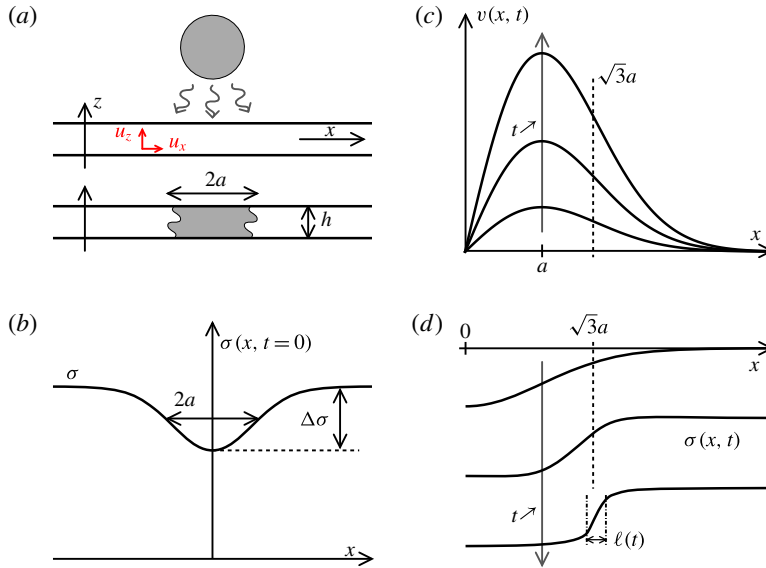 (a)
z
u_z
u_x
x
2a
h
(b)
σ(x, t = 0)
σ
2a
Δσ
x
(c)
v(x, t)
√3a
t↗
x
a
(d)
0
√3a
x
σ(x, t)
t↗
ℓ(t)